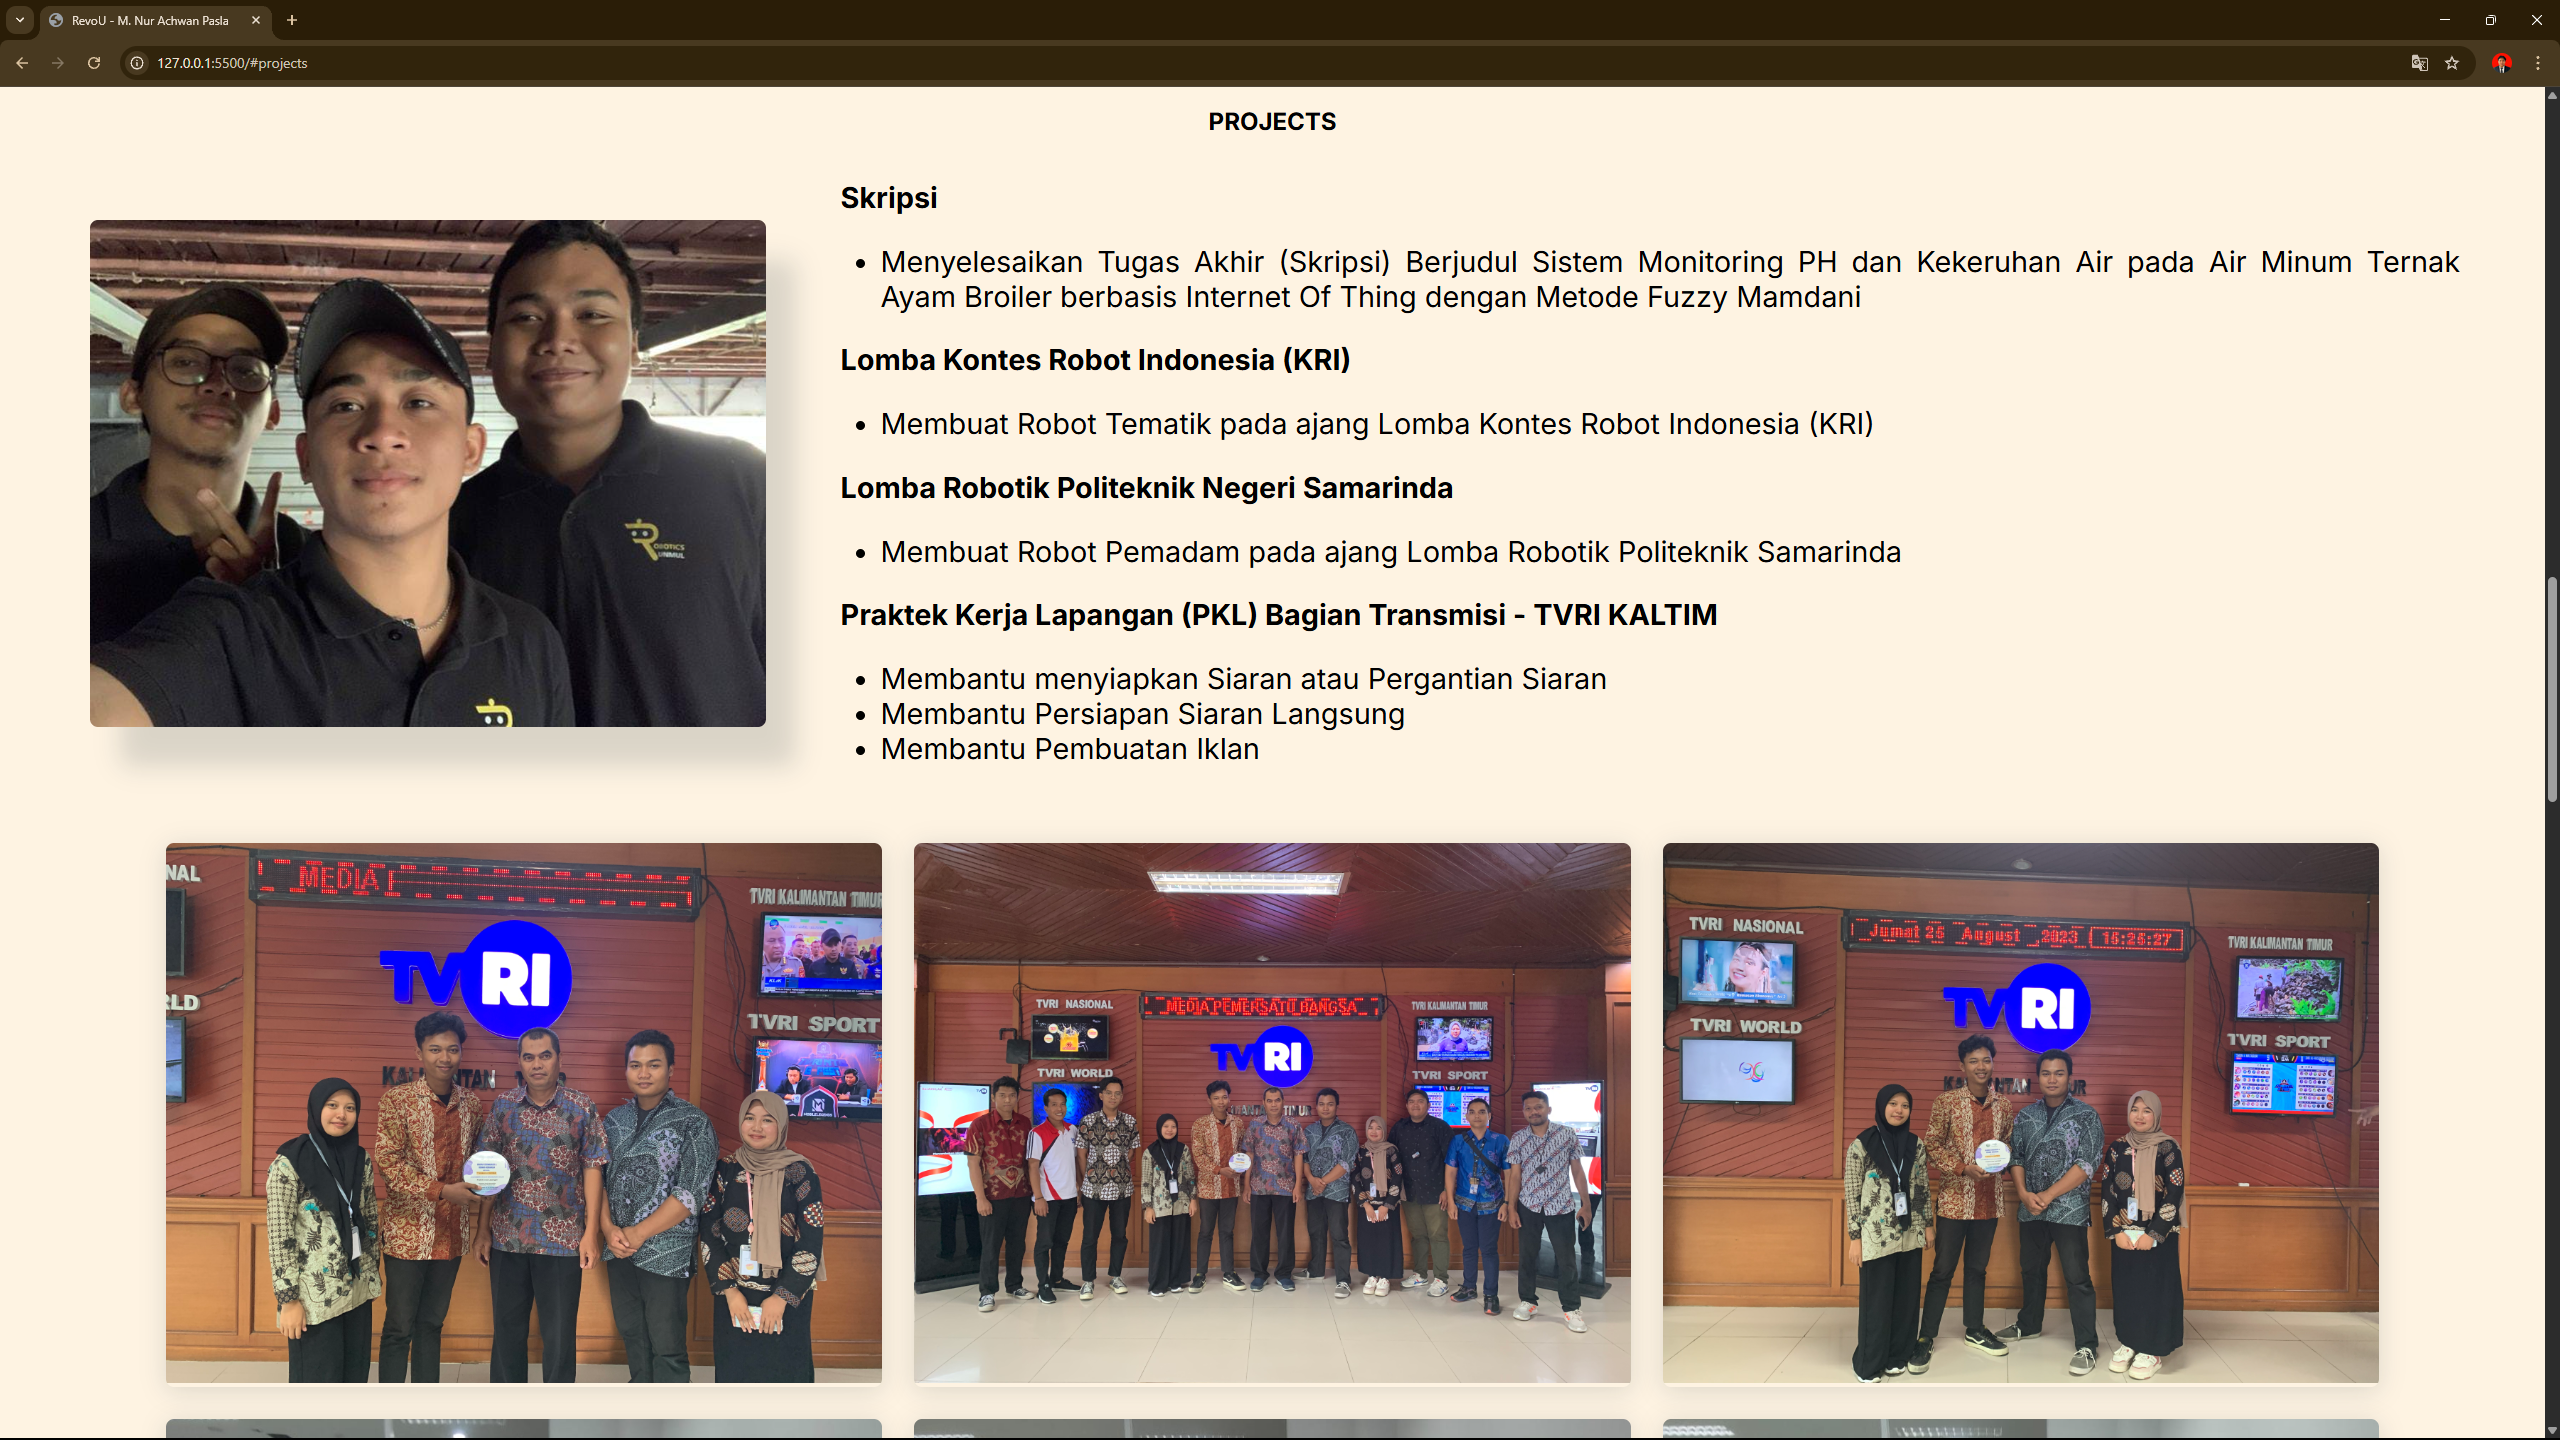 RevoU - M. Nur Achwan Pasla
127.0.0.1:5500/#projects
PROJECTS
Skripsi
• Menyelesaikan Tugas Akhir (Skripsi) Berjudul Sistem Monitoring PH dan Kekeruhan Air pada Air Minum Ternak
Ayam Broiler berbasis Internet Of Thing dengan Metode Fuzzy Mamdani
Lomba Kontes Robot Indonesia (KRI)
• Membuat Robot Tematik pada ajang Lomba Kontes Robot Indonesia (KRI)
Lomba Robotik Politeknik Negeri Samarinda
• Membuat Robot Pemadam pada ajang Lomba Robotik Politeknik Samarinda
Praktek Kerja Lapangan (PKL) Bagian Transmisi - TVRI KALTIM
• Membantu menyiapkan Siaran atau Pergantian Siaran
• Membantu Persiapan Siaran Langsung
• Membantu Pembuatan Iklan
ROBOTICS
UNMUL
NAL
MEDIA
TVRI KALIMANTAN TIMUR
TVRI
RLD
TVRI SPORT
KALIMANTAN
MEDIA PEMERSATU BANGSA
TVRI NASIONAL
TVRI KALIMANTAN TIMUR
TVRI
TVRI WORLD
TVRI SPORT
TVRI NASIONAL
Jumat 25 August 2023 15:25:27
TVRI KALIMANTAN TIMUR
TVRI
TVRI WORLD
TVRI SPORT